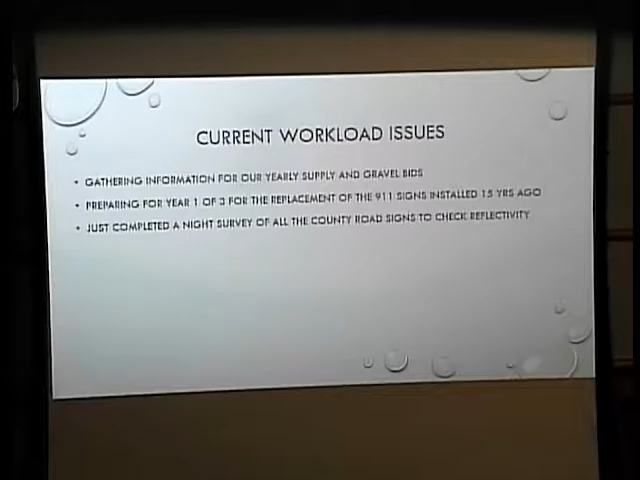 CURRENT WORKLOAD ISSUES
• GATHERING INFORMATION FOR OUR YEARLY SUPPLY AND GRAVEL BIDS
• PREPARING FOR YEAR 1 OF 3 FOR THE REPLACEMENT OF THE 911 SIGNS INSTALLED 15 YRS AGO
• JUST COMPLETED A NIGHT SURVEY OF ALL THE COUNTY ROAD SIGNS TO CHECK REFLECTIVITY